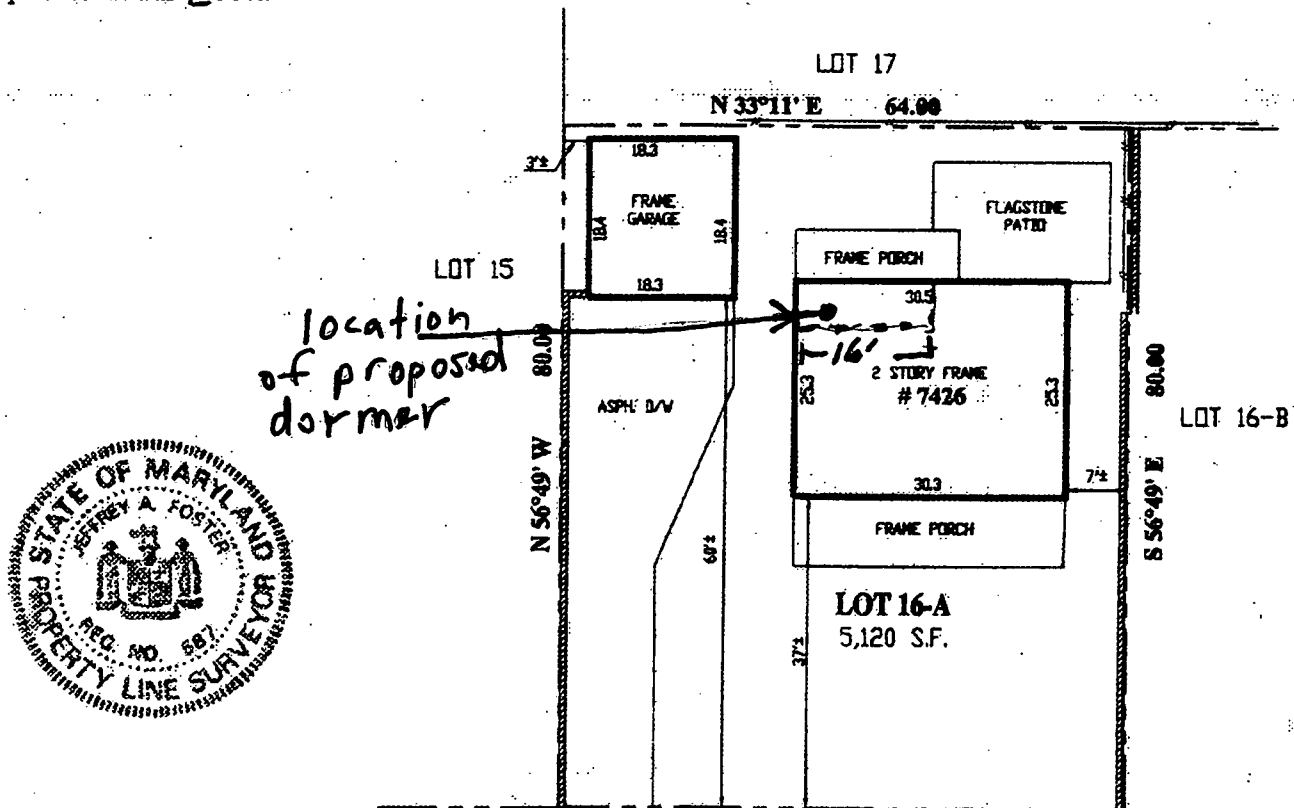 LOT 17
N 33°11' E 64.00
3'±
18.3
FRAME
GARAGE
18.4
18.4
18.3
FLAGSTONE
PATIO
FRAME PORCH
LOT 15
30.5
location
of proposed
dormer
80.00
N 56°49' W
16'
2 STORY FRAME
# 7426
25.3
25.3
80.00
S 56°49' E
LOT 16-B
ASPH. D/W
30.3
7'±
FRAME PORCH
60'±
37'±
LOT 16-A
5,120 S.F.
STATE OF MARYLAND
JEFFREY A. FOSTER
REG. NO. 587
PROPERTY LINE SURVEYOR